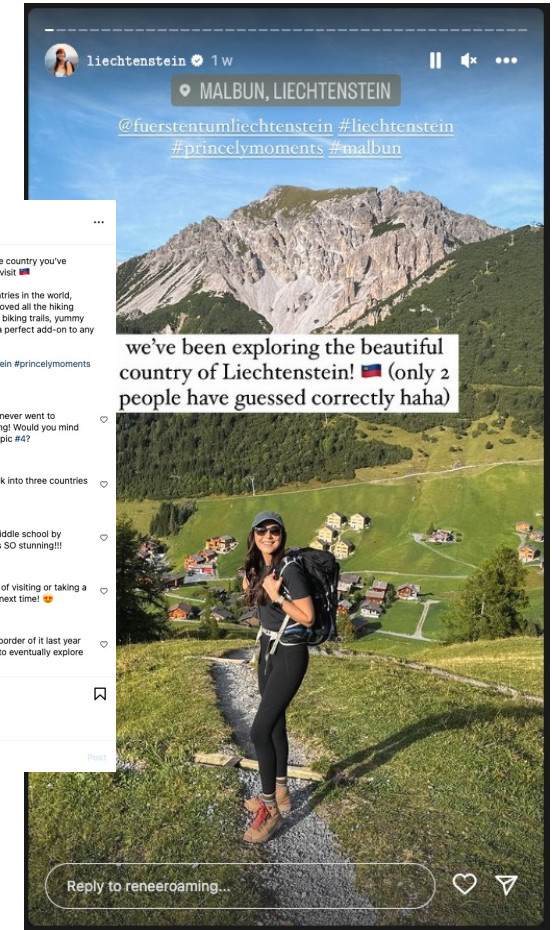 liechtenstein 1 w
MALBUN, LIECHTENSTEIN
@fuerstentumliechtenstein #liechtenstein
#princelymoments #malbun
we've been exploring the beautiful
country of Liechtenstein! 🇱🇮 (only 2
people have guessed correctly haha)
Reply to reneeroaming...
e country you've
visit 🇱🇮
tries in the world,
oved all the hiking
biking trails, yummy
a perfect add-on to any
ein #princelymoments
never went to
ng! Would you mind
pic #4?
k into three countries
iddle school by
s SO stunning!!!
of visiting or taking a
next time! 😍
border of it last year
to eventually explore
Post